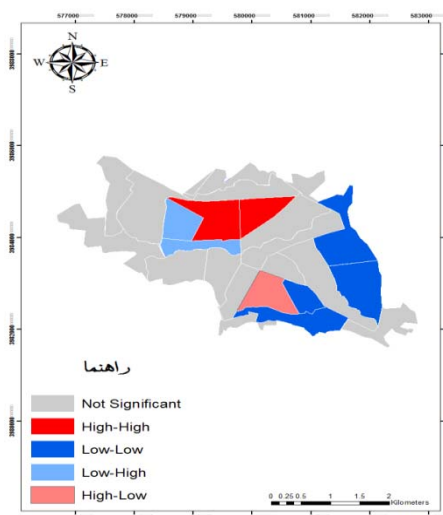 577000 578000 579000 580000 581000 582000 583000
N
W E
S
راهنما
Not Significant
High-High
Low-Low
Low-High
High-Low
0 0.25 0.5 1 1.5 2
Kilometers